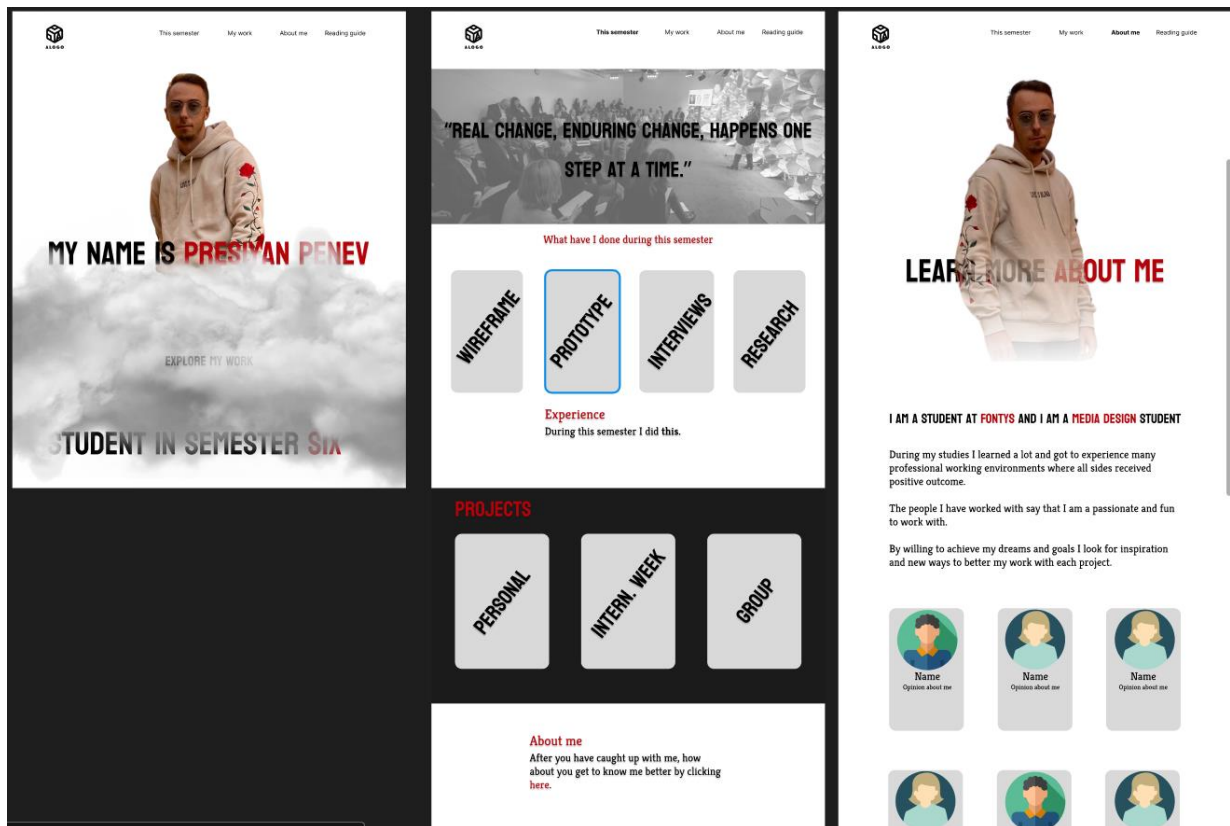 ALOGO
This semester My work About me Reading guide
MY NAME IS PRESIYAN PENEV
EXPLORE MY WORK
STUDENT IN SEMESTER SIX
ALOGO
This semester My work About me Reading guide
“REAL CHANGE, ENDURING CHANGE, HAPPENS ONE
STEP AT A TIME.”
What have I done during this semester
WIREFRAME
PROTOTYPE
INTERVIEWS
RESEARCH
Experience
During this semester I did this.
PROJECTS
PERSONAL
INTERN. WEEK
GROUP
About me
After you have caught up with me, how
about you get to know me better by clicking
here.
ALOGO
This semester My work About me Reading guide
LEARN MORE ABOUT ME
I AM A STUDENT AT FONTYS AND I AM A MEDIA DESIGN STUDENT
During my studies I learned a lot and got to experience many
professional working environments where all sides received
positive outcome.
The people I have worked with say that I am a passionate and fun
to work with.
By willing to achieve my dreams and goals I look for inspiration
and new ways to better my work with each project.
Name
Opinion about me
Name
Opinion about me
Name
Opinion about me